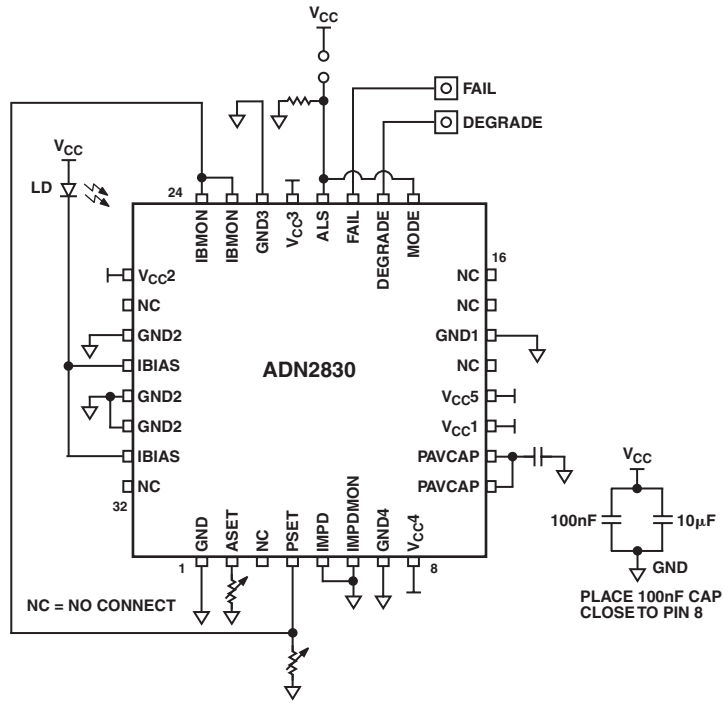 VCC
FAIL
DEGRADE
VCC
LD
24
IBMON
IBMON
GND3
VCC3
ALS
FAIL
DEGRADE
MODE
16
VCC2
NC
GND2
IBIAS
GND2
GND2
IBIAS
NC
32
ADN2830
NC
NC
GND1
NC
VCC5
VCC1
PAVCAP
PAVCAP
GND
ASET
NC
PSET
IMPD
IMPDMON
GND4
VCC4
1
8
NC = NO CONNECT
VCC
100nF
10μF
GND
PLACE 100nF CAP
CLOSE TO PIN 8